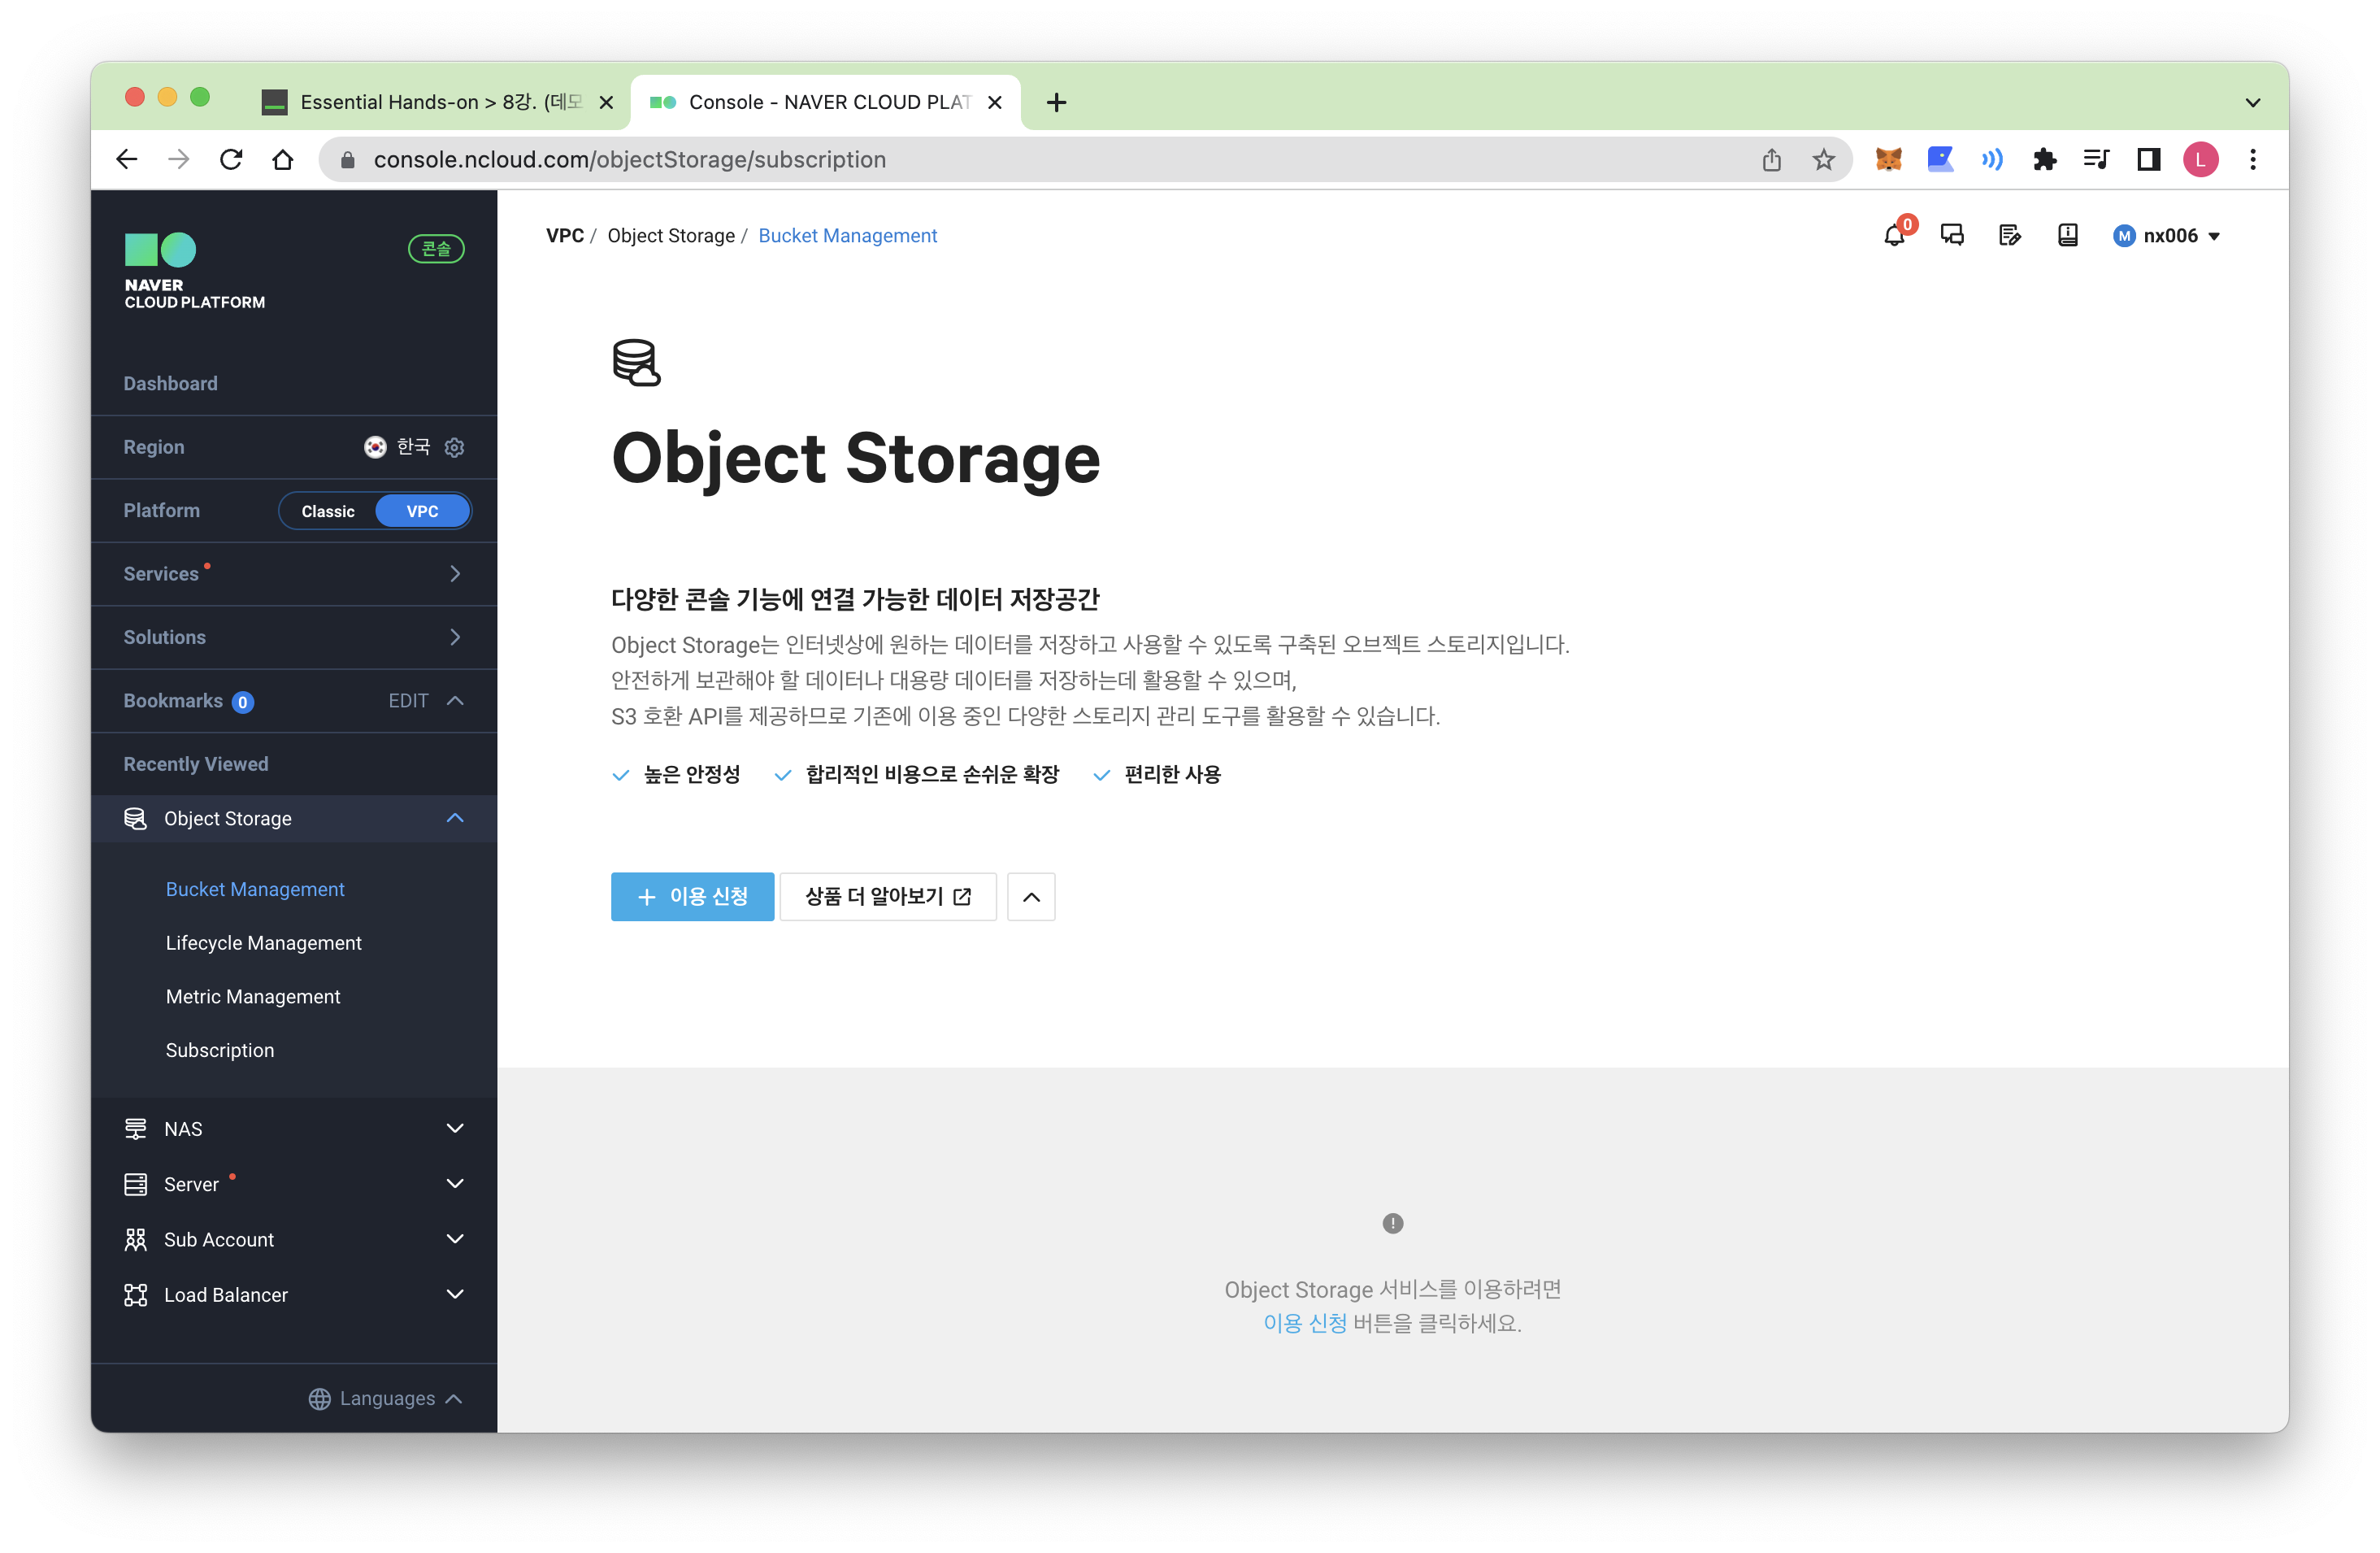 Essential Hands-on > 8강. (데모
Console - NAVER CLOUD PLAT
console.ncloud.com/objectStorage/subscription
L
NAVER
CLOUD PLATFORM
콘솔
Dashboard
Region 한국
Platform Classic VPC
Services
Solutions
Bookmarks 0 EDIT
Recently Viewed
Object Storage
Bucket Management
Lifecycle Management
Metric Management
Subscription
NAS
Server
Sub Account
Load Balancer
Languages
VPC / Object Storage / Bucket Management
0
M nx006
Object Storage
다양한 콘솔 기능에 연결 가능한 데이터 저장공간
Object Storage는 인터넷상에 원하는 데이터를 저장하고 사용할 수 있도록 구축된 오브젝트 스토리지입니다.
안전하게 보관해야 할 데이터나 대용량 데이터를 저장하는데 활용할 수 있으며,
S3 호환 API를 제공하므로 기존에 이용 중인 다양한 스토리지 관리 도구를 활용할 수 있습니다.
높은 안정성 합리적인 비용으로 손쉬운 확장 편리한 사용
이용 신청 상품 더 알아보기
Object Storage 서비스를 이용하려면
이용 신청 버튼을 클릭하세요.